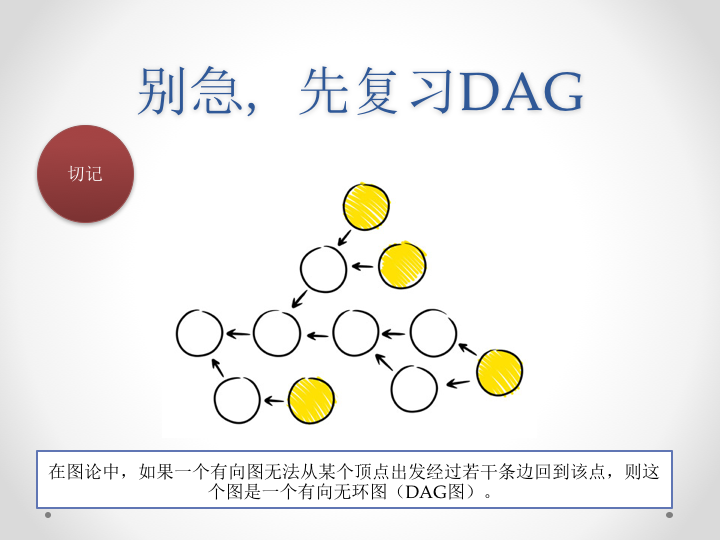 别急，先复习DAG
切记
在图论中，如果一个有向图无法从某个顶点出发经过若干条边回到该点，则这
个图是一个有向无环图（DAG图）。